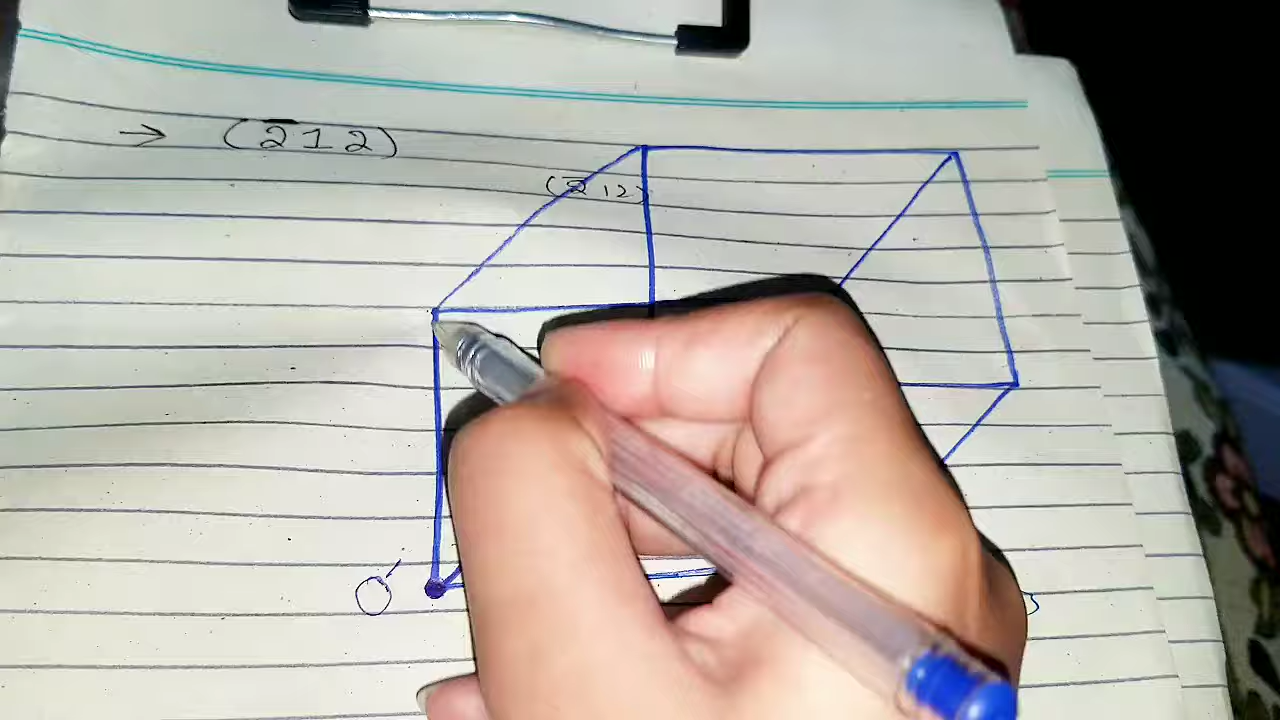 → (2̅12)
(2̅12)
O'